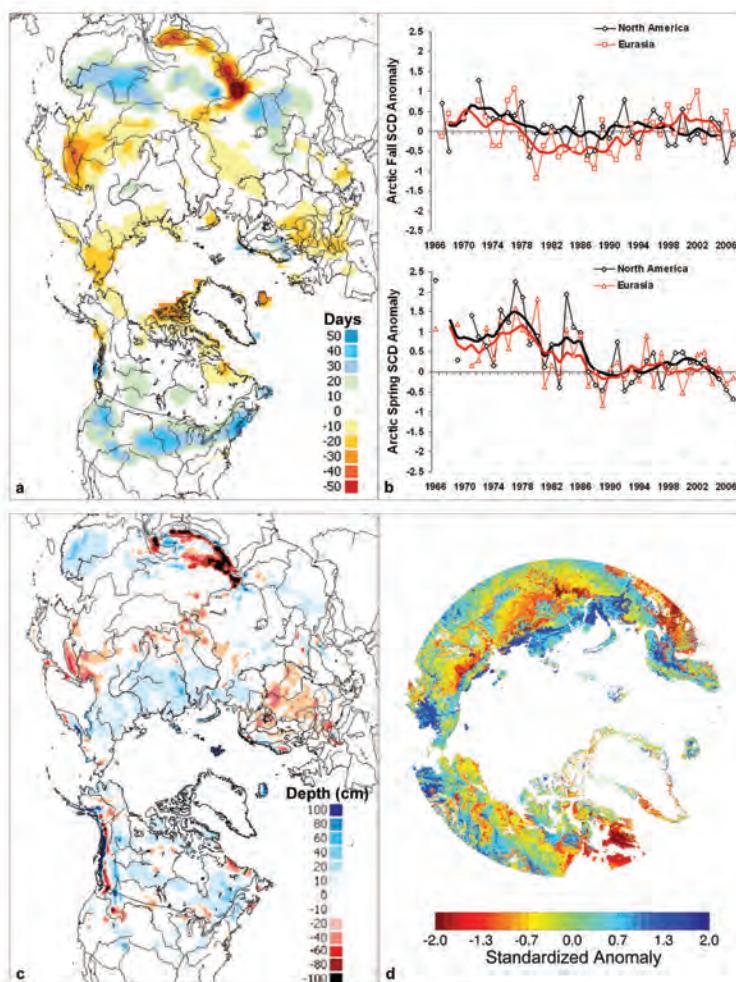 Days
50
40
30
20
10
0
-10
-20
-30
-40
-50
a
North America
Eurasia
Arctic Fall SCD Anomaly
2.5
2
1.5
1
0.5
0
-0.5
-1
-1.5
-2
-2.5
1966 1970 1974 1978 1982 1986 1990 1994 1998 2002 2006
North America
Eurasia
Arctic Spring SCD Anomaly
2.5
2
1.5
1
0.5
0
-0.5
-1
-1.5
-2
-2.5
1966 1970 1974 1978 1982 1986 1990 1994 1998 2002 2006
b
Depth (cm)
100
80
60
40
20
10
0
-10
-20
-40
-60
-80
-100
c
-2.0 -1.3 -0.7 0.0 0.7 1.3 2.0
Standardized Anomaly
d